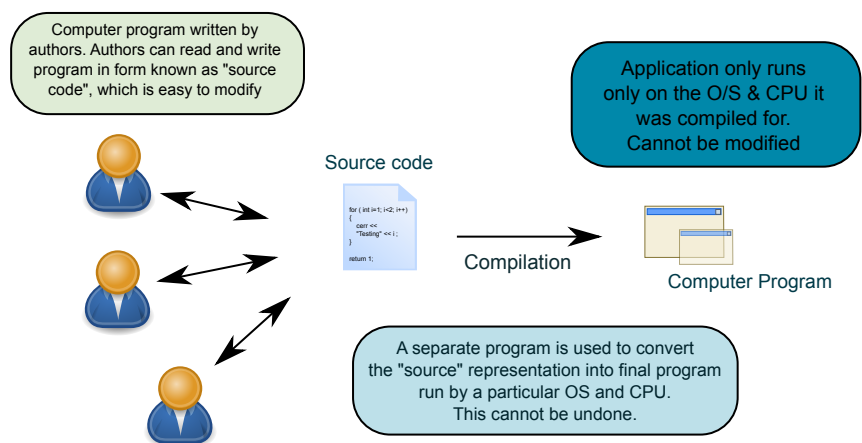 Computer program written by
authors. Authors can read and write
program in form known as "source
code", which is easy to modify
Application only runs
only on the O/S & CPU it
was compiled for.
Cannot be modified
Source code
for ( int i=1; i<2; i++)
{
cerr <<
"Testing" << i ;
}
return 1;
Compilation
Computer Program
A separate program is used to convert
the "source" representation into final program
run by a particular OS and CPU.
This cannot be undone.